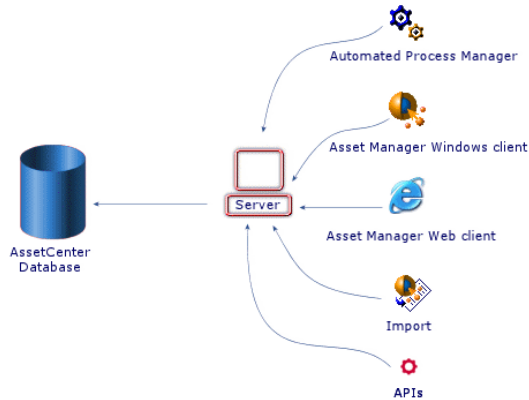 Automated Process Manager
Asset Manager Windows client
Server
Asset Manager Web client
AssetCenter
Database
Import
APIs